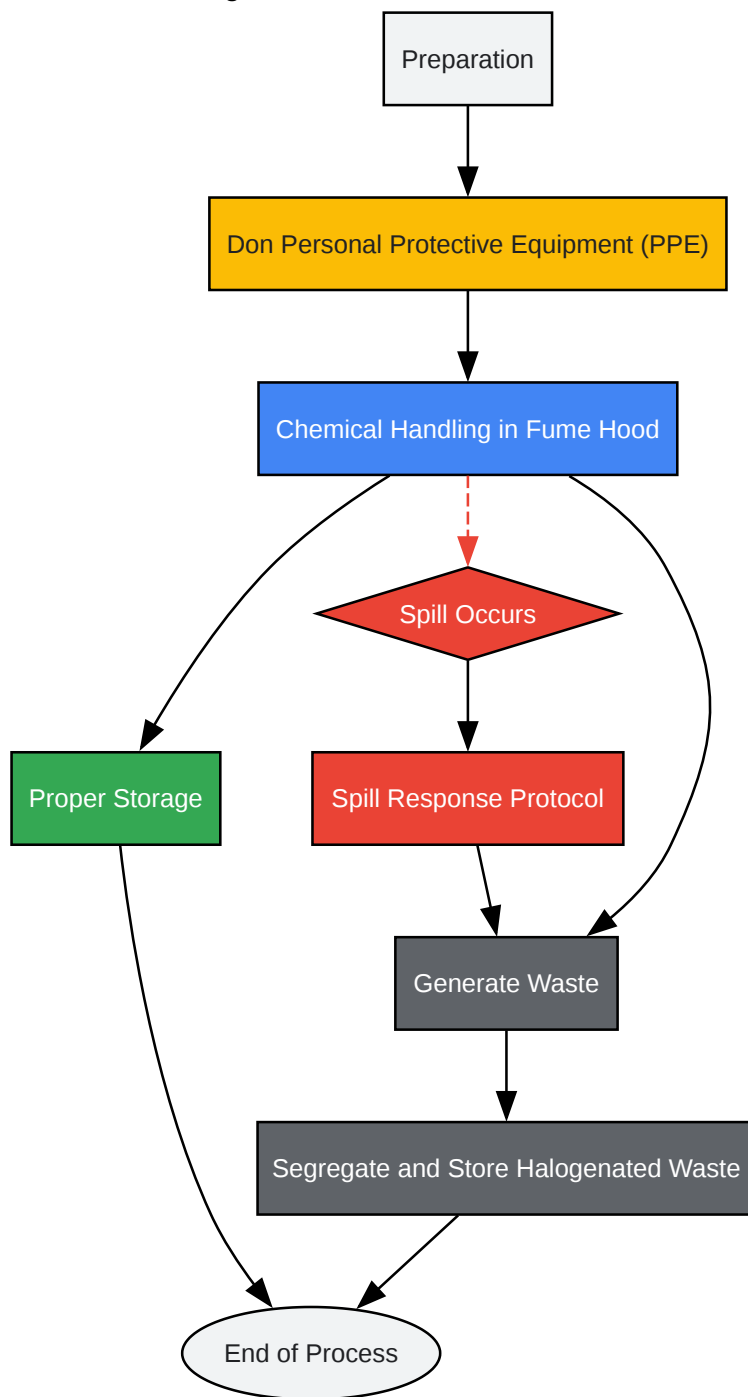 Preparation
Don Personal Protective Equipment (PPE)
Chemical Handling in Fume Hood
Spill Occurs
Proper Storage
Spill Response Protocol
Generate Waste
Segregate and Store Halogenated Waste
End of Process